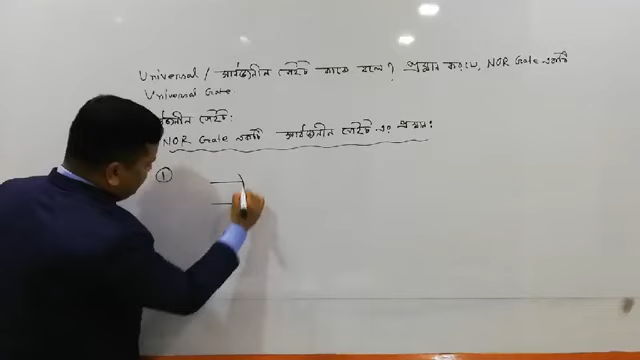 Universal / সার্বজনীন গেইট কাকে বলে? প্রমান কর যে, NOR Gate একটি
Universal Gate
সার্বজনীন গেইট:
NOR Gate একটি সার্বজনীন গেইট এর প্রমান:
①